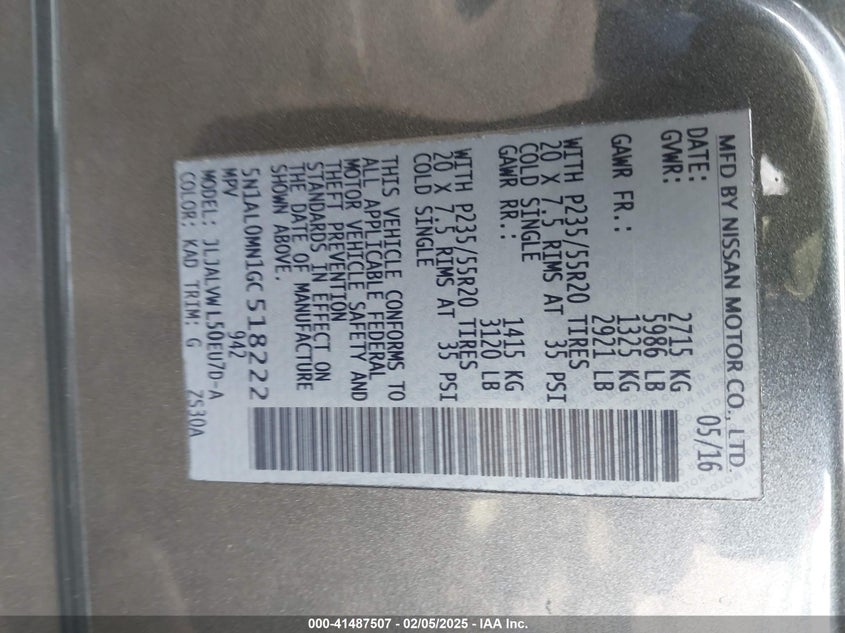 MFD BY NISSAN MOTOR CO., LTD.
DATE: 05/16
GVWR: 2715 KG
5986 LB
GAWR FR.: 1325 KG
2921 LB
WITH P235/55R20 TIRES
20 X 7.5 RIMS AT 35 PSI
COLD SINGLE
GAWR RR.: 1415 KG
3120 LB
WITH P235/55R20 TIRES
20 X 7.5 RIMS AT 35 PSI
COLD SINGLE
THIS VEHICLE CONFORMS TO
ALL APPLICABLE FEDERAL
MOTOR VEHICLE SAFETY AND
THEFT PREVENTION
STANDARDS IN EFFECT ON
THE DATE OF MANUFACTURE
SHOWN ABOVE.
5N1AL0MN1GC518222
MPV 942
MODEL: JLJALVWL50EU7D-A
COLOR: KAD TRIM: G ZS30A
000-41487507 - 02/05/2025 - IAA Inc.